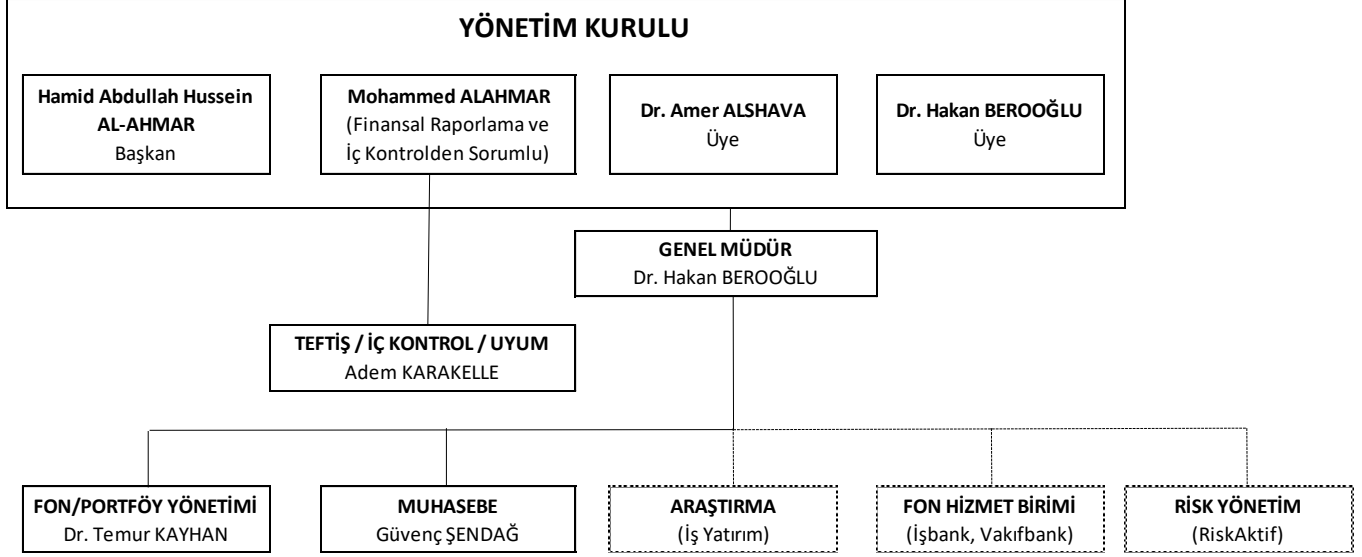 YÖNETİM KURULU
Hamid Abdullah Hussein
AL-AHMAR
Başkan
Mohammed ALAHMAR
(Finansal Raporlama ve
İç Kontrolden Sorumlu)
Dr. Amer ALSHAVA
Üye
Dr. Hakan BEROOĞLU
Üye
GENEL MÜDÜR
Dr. Hakan BEROOĞLU
TEFTİŞ / İÇ KONTROL / UYUM
Adem KARAKELLE
FON/PORTFÖY YÖNETİMİ
Dr. Temur KAYHAN
MUHASEBE
Güvenç ŞENDAĞ
ARAŞTIRMA
(İş Yatırım)
FON HİZMET BİRİMİ
(İşbank, Vakıfbank)
RİSK YÖNETİM
(RiskAktif)